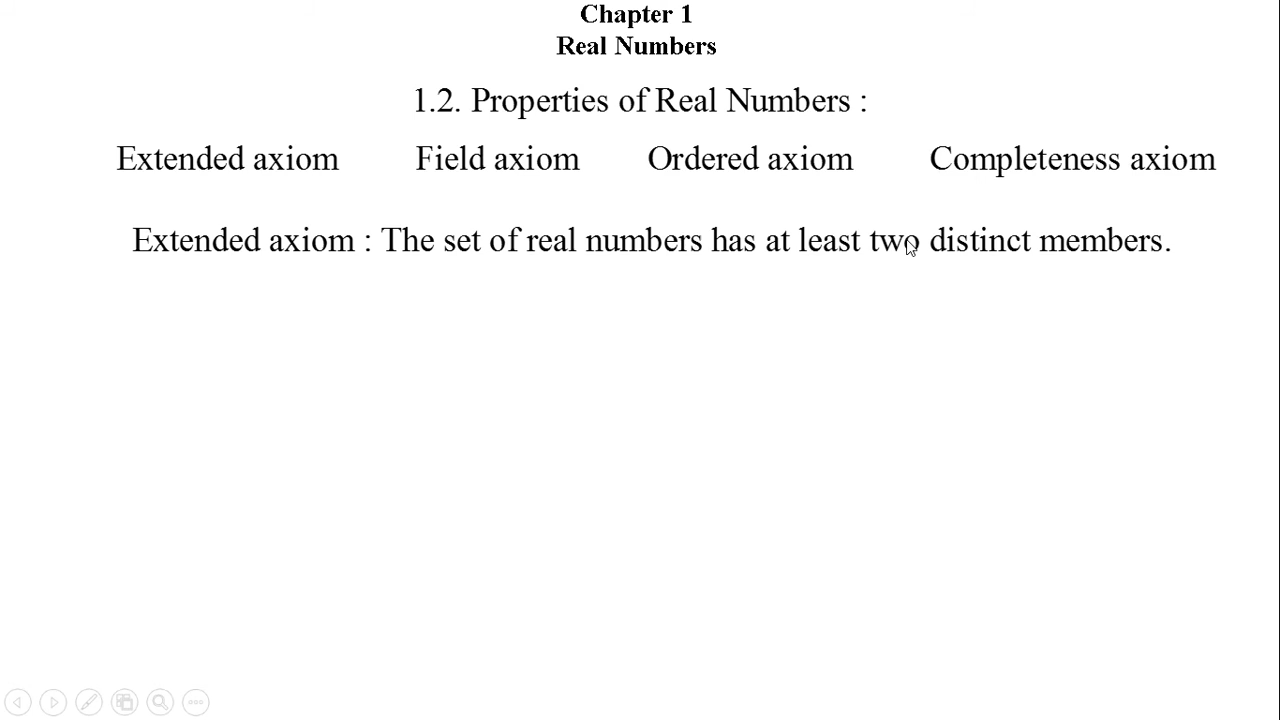 Chapter 1
Real Numbers
1.2. Properties of Real Numbers :
Extended axiom Field axiom Ordered axiom Completeness axiom
Extended axiom : The set of real numbers has at least two distinct members.